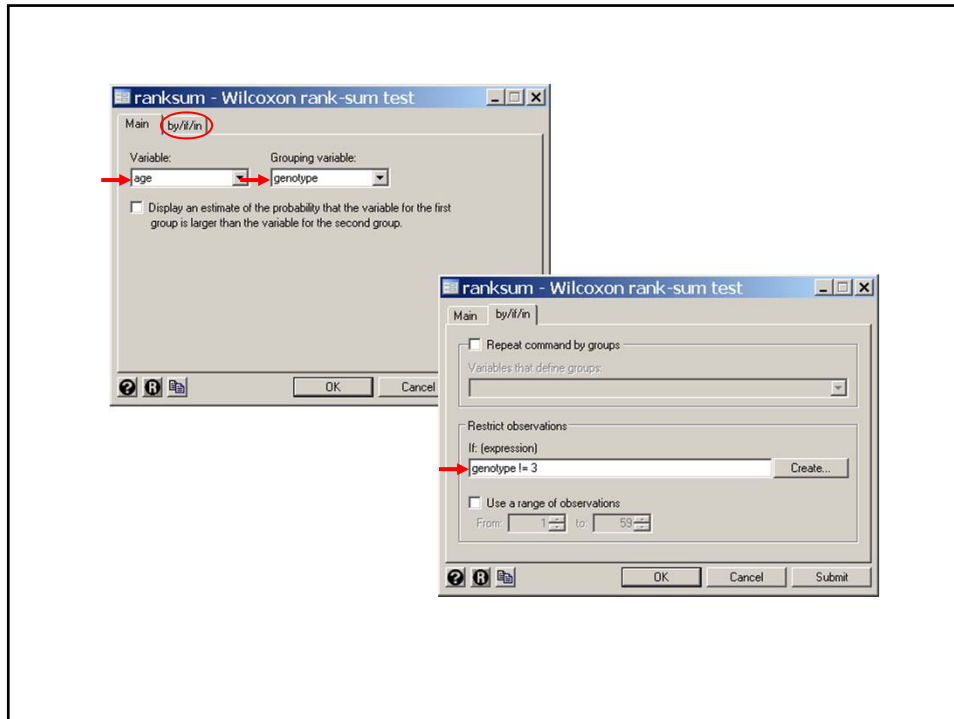 ranksum - Wilcoxon rank-sum test
Main by/if/in
Variable: Grouping variable:
age genotype
Display an estimate of the probability that the variable for the first
group is larger than the variable for the second group.
? R OK Cancel
ranksum - Wilcoxon rank-sum test
Main by/if/in
Repeat command by groups
Variables that define groups:
Restrict observations
If: (expression)
genotype != 3 Create...
Use a range of observations
From: 1 to: 59
? R OK Cancel Submit